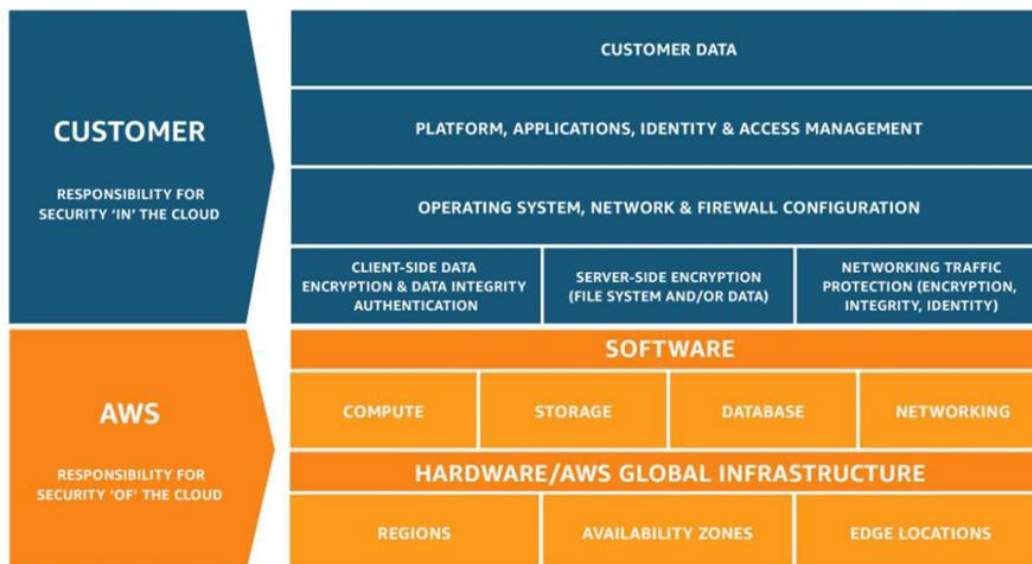 CUSTOMER
RESPONSIBILITY FOR
SECURITY ‘IN’ THE CLOUD
CUSTOMER DATA
PLATFORM, APPLICATIONS, IDENTITY & ACCESS MANAGEMENT
OPERATING SYSTEM, NETWORK & FIREWALL CONFIGURATION
CLIENT-SIDE DATA
ENCRYPTION & DATA INTEGRITY
AUTHENTICATION
SERVER-SIDE ENCRYPTION
(FILE SYSTEM AND/OR DATA)
NETWORKING TRAFFIC
PROTECTION (ENCRYPTION,
INTEGRITY, IDENTITY)
AWS
RESPONSIBILITY FOR
SECURITY ‘OF’ THE CLOUD
SOFTWARE
COMPUTE
STORAGE
DATABASE
NETWORKING
HARDWARE/AWS GLOBAL INFRASTRUCTURE
REGIONS
AVAILABILITY ZONES
EDGE LOCATIONS